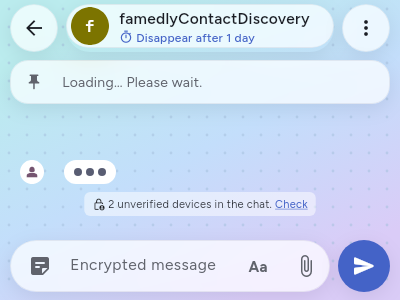 f
famedlyContactDiscovery
Disappear after 1 day
Loading... Please wait.
2 unverified devices in the chat. Check
Encrypted message
Aa